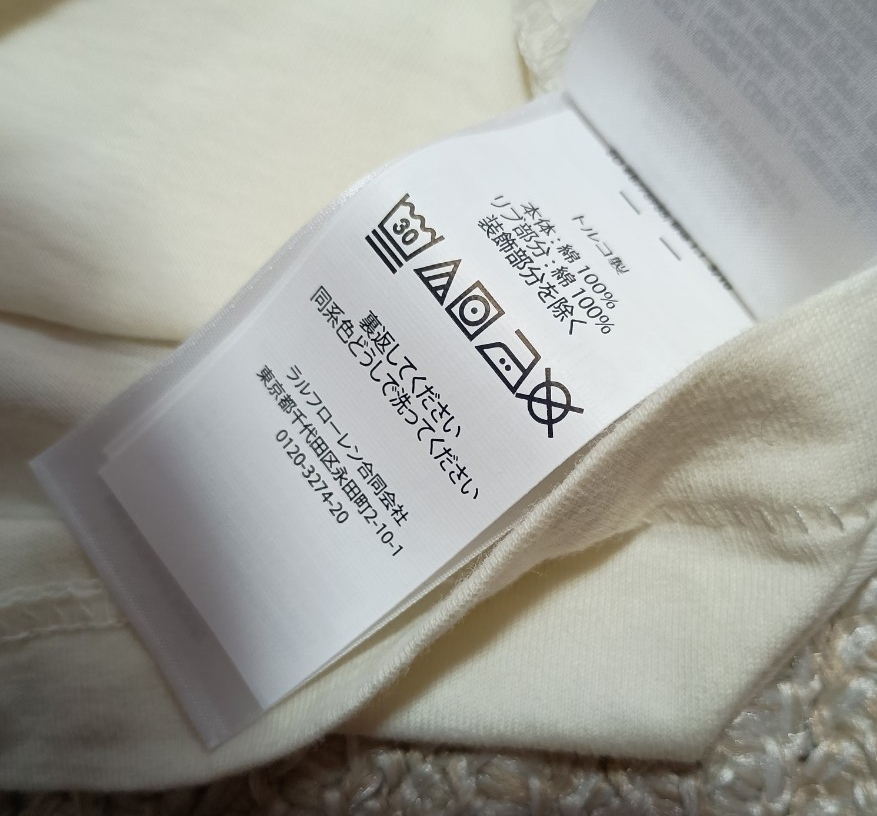 トルコ製
本体 : 綿 100%
リブ部分 : 綿 100%
装飾部分を除く
30
裏返してください
同系色どうしで洗ってください
ラルフローレン合同会社
東京都千代田区永田町2-10-1
0120-3274-20